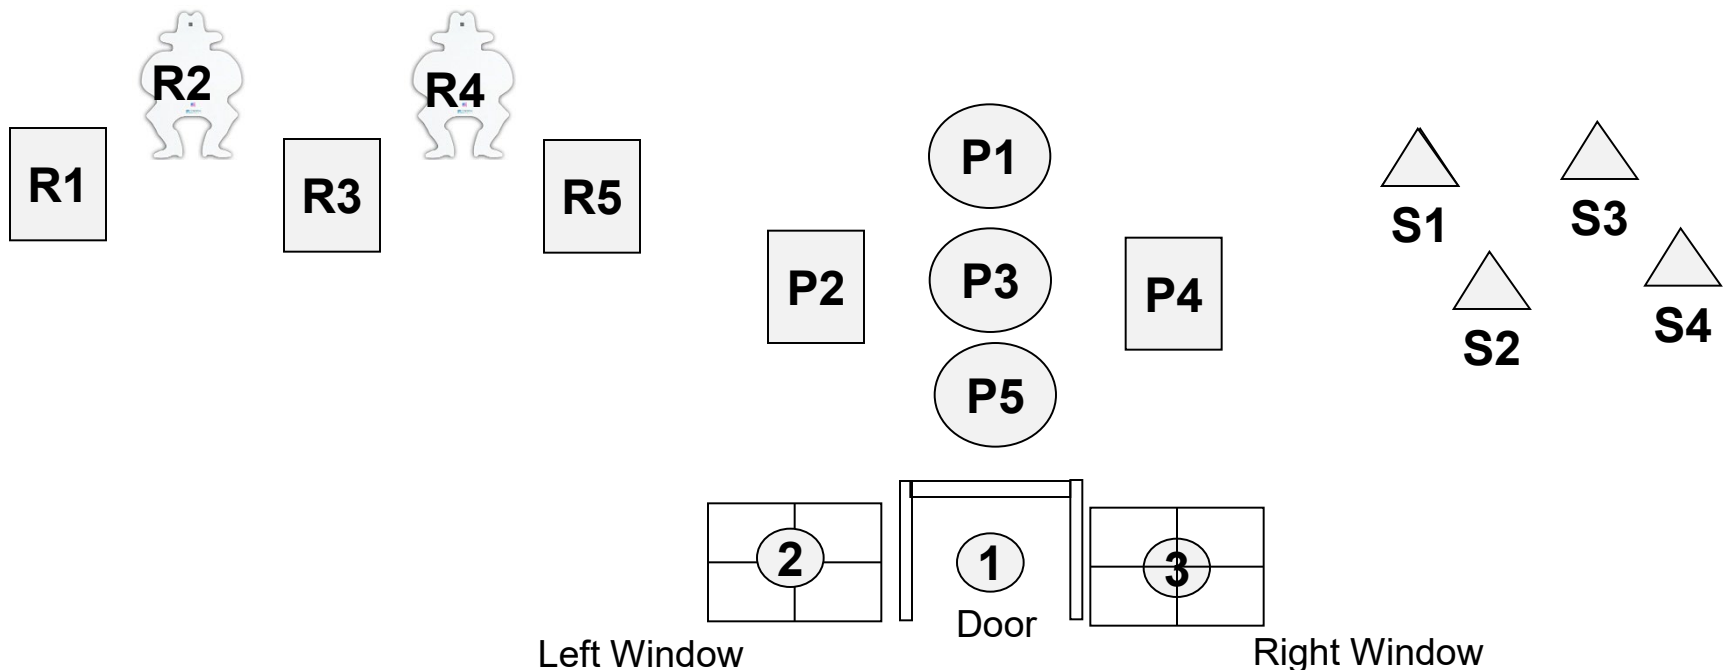 R2
R4
R1
R3
R5
P1
P2
P3
P4
P5
S1
S3
S2
S4
2
1
3
Door
Left Window
Right Window